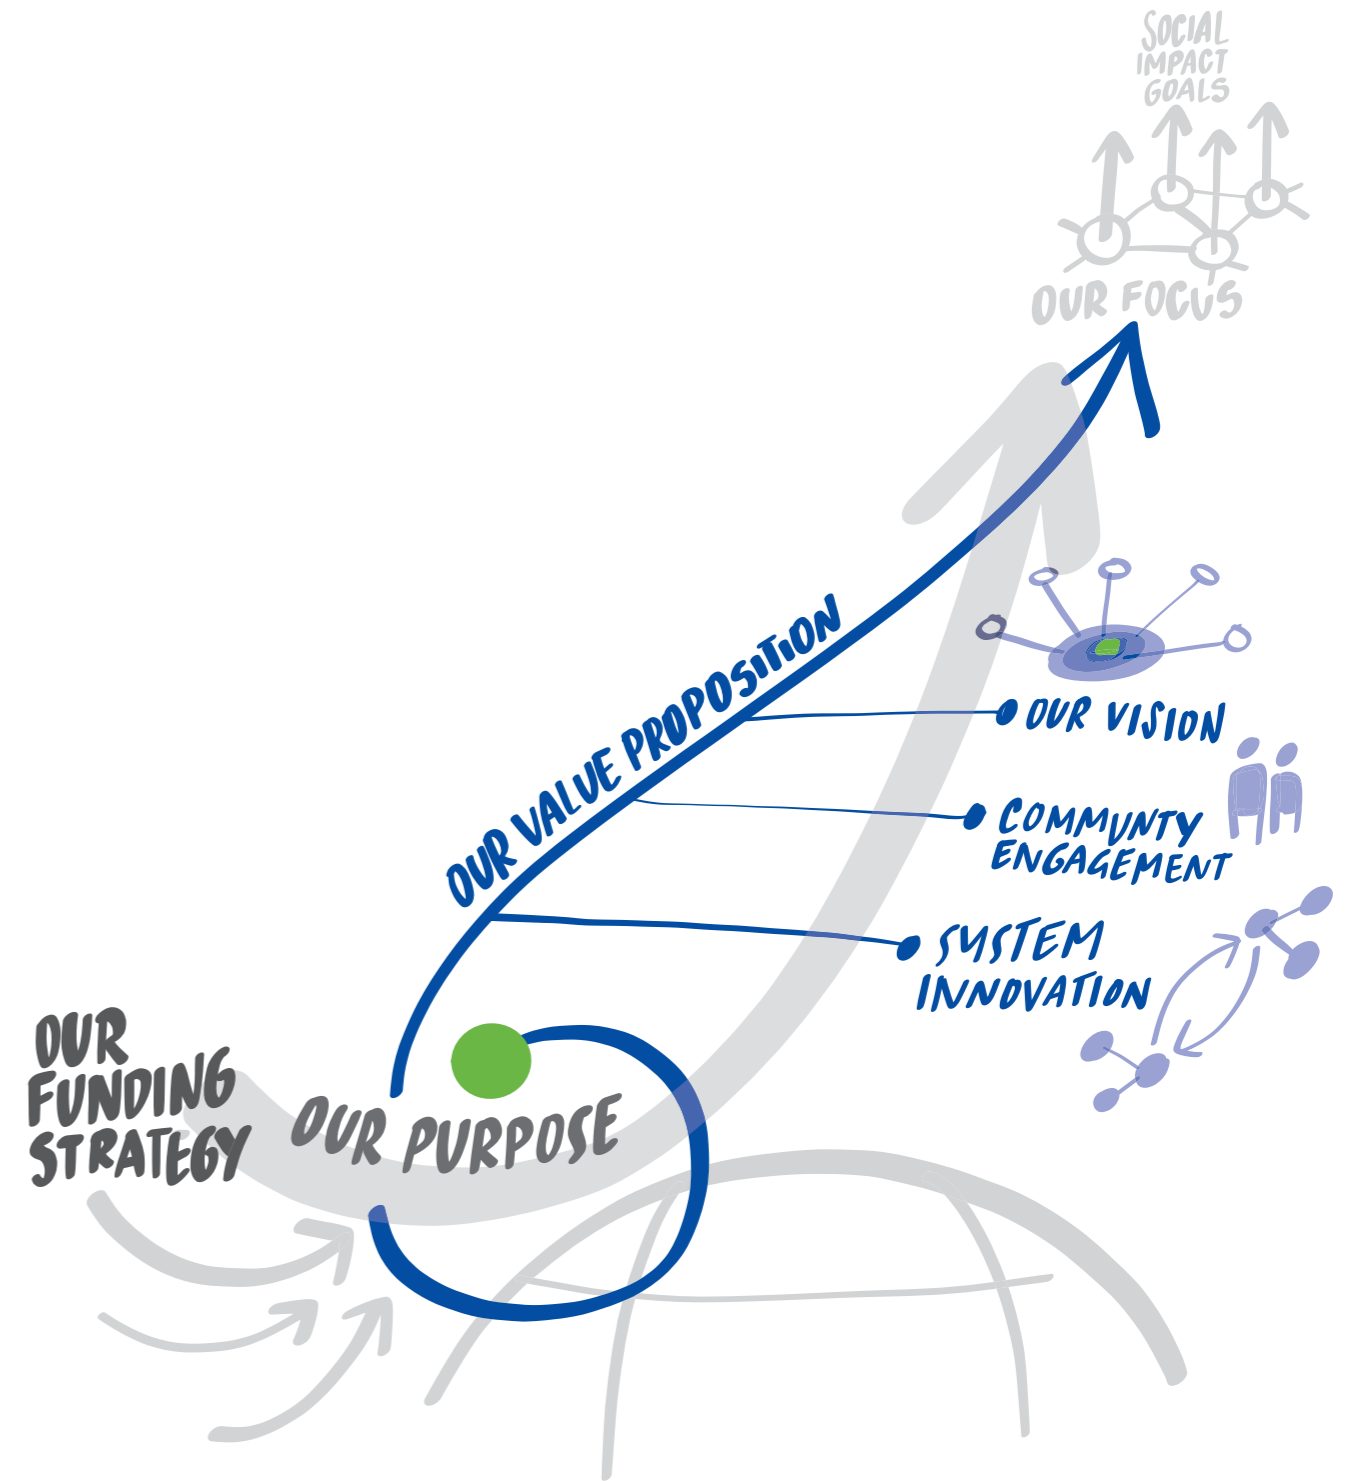 SOCIAL
IMPACT
GOALS
OUR FOCUS
OUR VALUE PROPOSITION
OUR VISION
COMMUNTY
ENGAGEMENT
SYSTEM
INNOVATION
OUR
FUNDING
STRATEGY
OUR PURPOSE